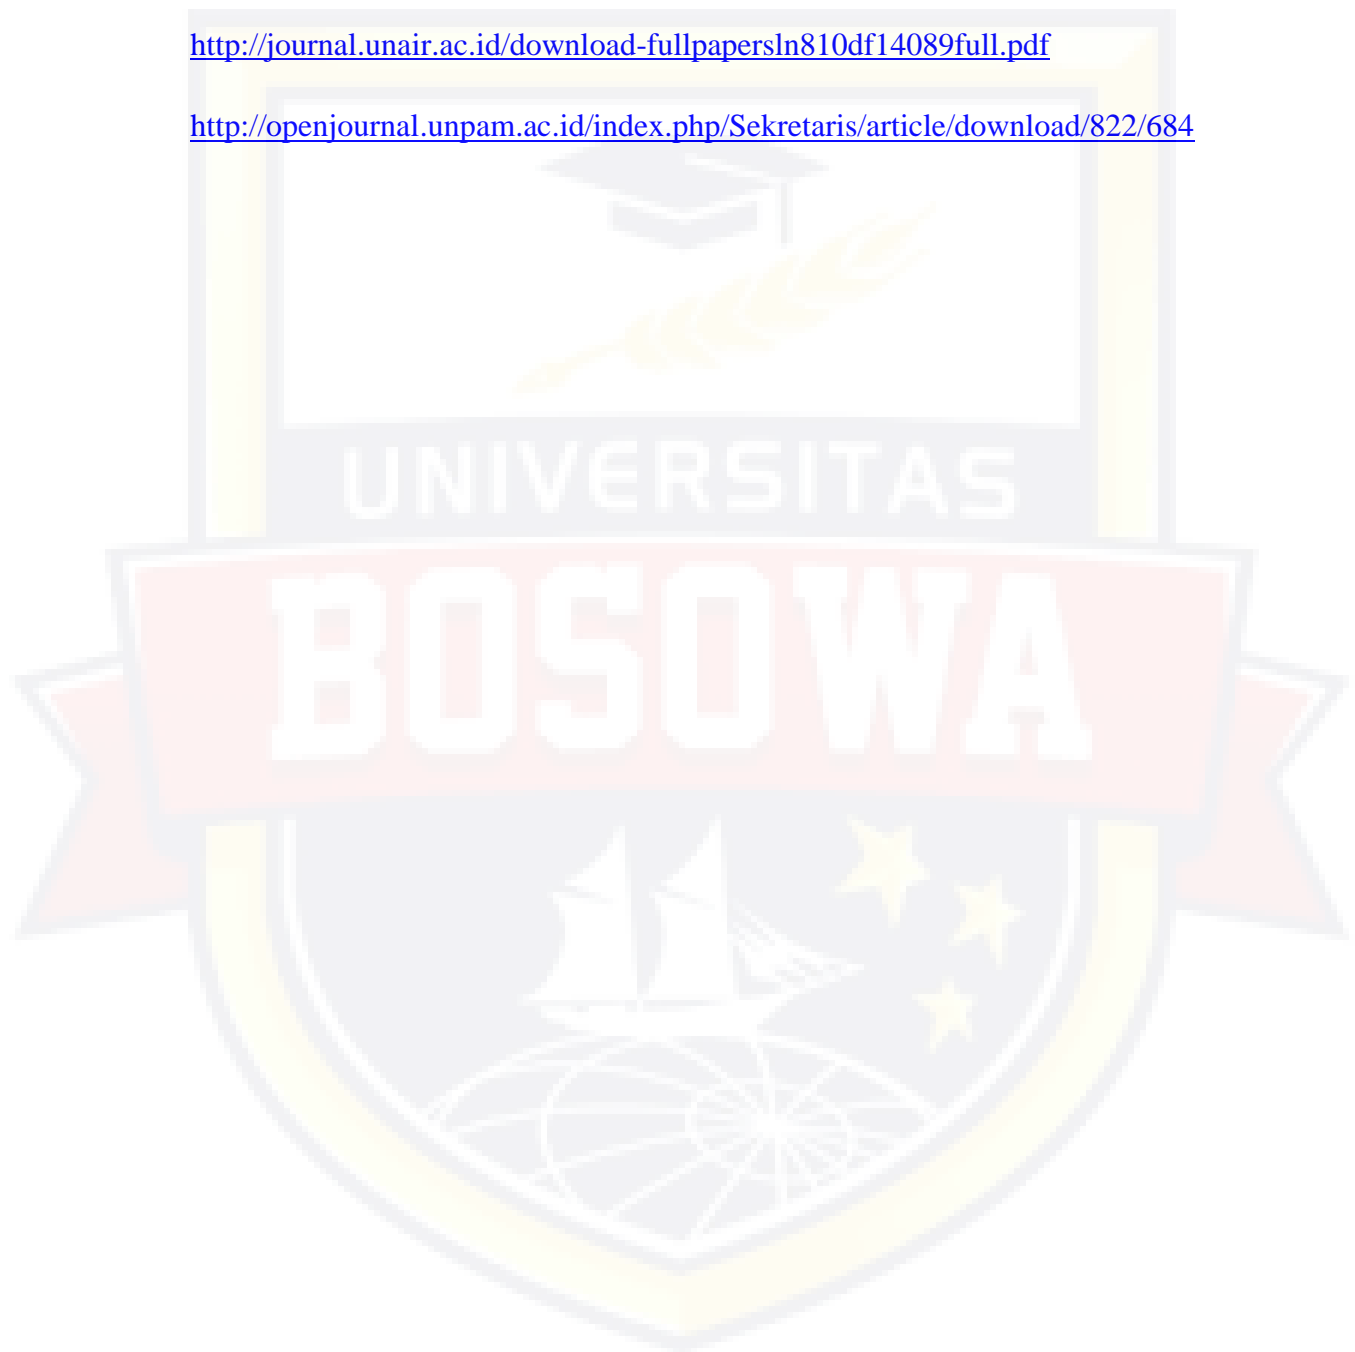 http://journal.unair.ac.id/download-fullpapersln810df14089full.pdf
http://openjournal.unpam.ac.id/index.php/Sekretaris/article/download/822/684
UNIVERSITAS
BOSOWA